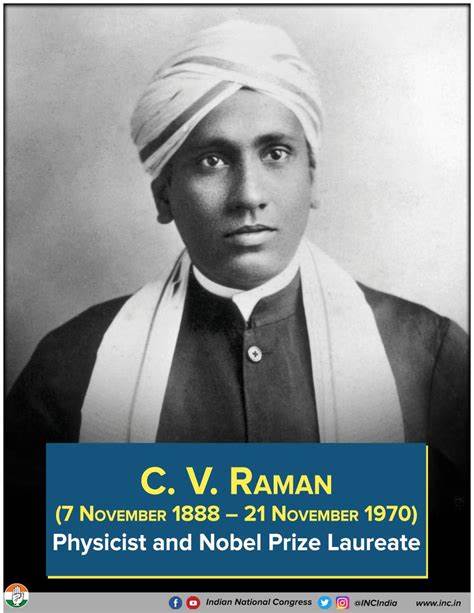 C. V. RAMAN
(7 NOVEMBER 1888 – 21 NOVEMBER 1970)
Physicist and Nobel Prize Laureate
Indian National Congress @INCIndia www.inc.in